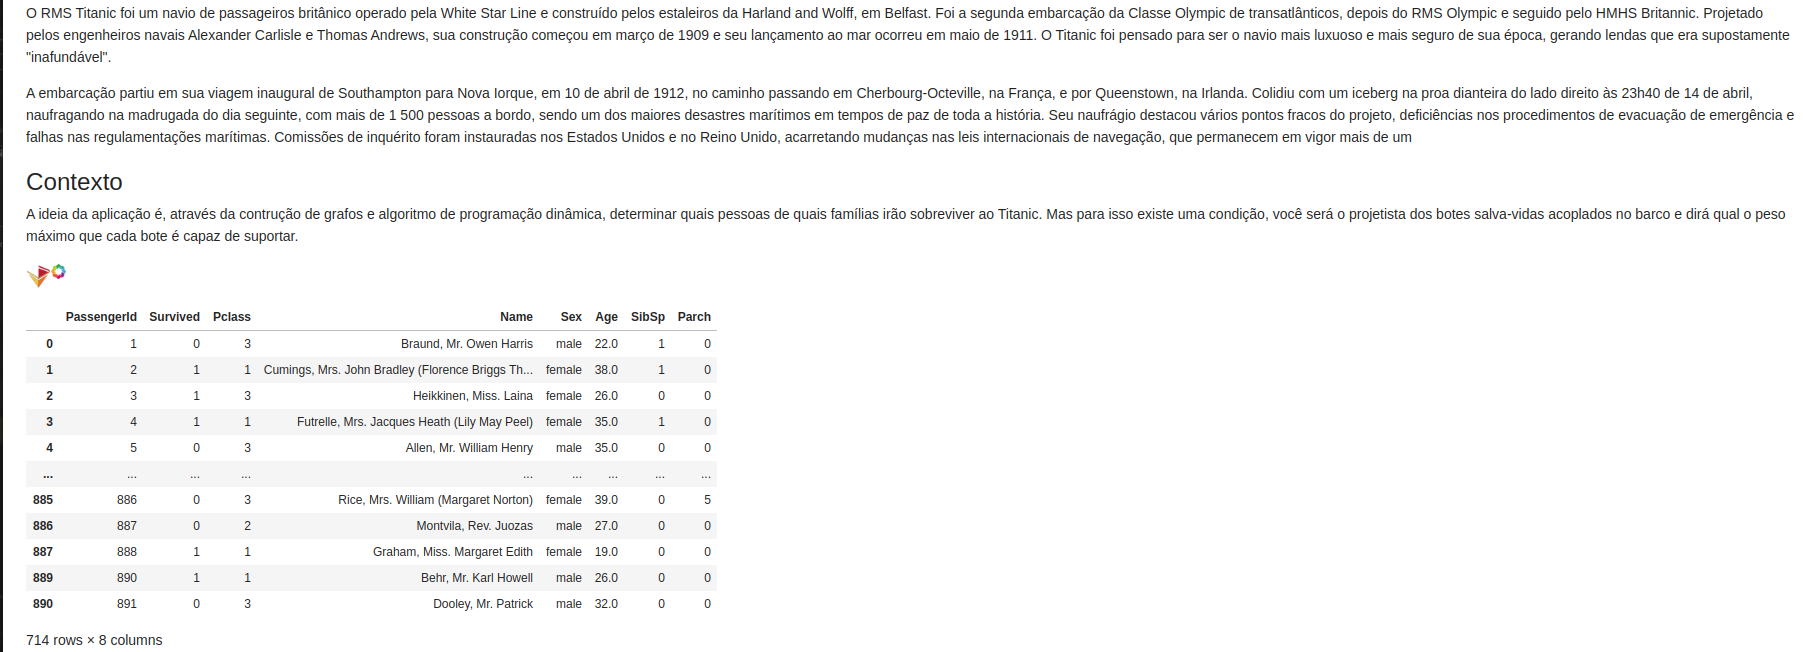 O RMS Titanic foi um navio de passageiros britânico operado pela White Star Line e construído pelos estaleiros da Harland and Wolff, em Belfast. Foi a segunda embarcação da Classe Olympic de transatlânticos, depois do RMS Olympic e seguido pelo HMHS Britannic. Projetado
pelos engenheiros navais Alexander Carlisle e Thomas Andrews, sua construção começou em março de 1909 e seu lançamento ao mar ocorreu em maio de 1911. O Titanic foi pensado para ser o navio mais luxuoso e mais seguro de sua época, gerando lendas que era supostamente
"inafundável".
A embarcação partiu em sua viagem inaugural de Southampton para Nova Iorque, em 10 de abril de 1912, no caminho passando em Cherbourg-Octeville, na França, e por Queenstown, na Irlanda. Colidiu com um iceberg na proa dianteira do lado direito às 23h40 de 14 de abril,
naufragando na madrugada do dia seguinte, com mais de 1 500 pessoas a bordo, sendo um dos maiores desastres marítimos em tempos de paz de toda a história. Seu naufrágio destacou vários pontos fracos do projeto, deficiências nos procedimentos de evacuação de emergência e
falhas nas regulamentações marítimas. Comissões de inquérito foram instauradas nos Estados Unidos e no Reino Unido, acarretando mudanças nas leis internacionais de navegação, que permanecem em vigor mais de um
Contexto
A ideia da aplicação é, através da contrução de grafos e algoritmo de programação dinâmica, determinar quais pessoas de quais famílias irão sobreviver ao Titanic. Mas para isso existe uma condição, você será o projetista dos botes salva-vidas acoplados no barco e dirá qual o peso
máximo que cada bote é capaz de suportar.
PassengerId Survived Pclass Name Sex Age SibSp Parch
0 1 0 3 Braund, Mr. Owen Harris male 22.0 1 0
1 2 1 1 Cumings, Mrs. John Bradley (Florence Briggs Th... female 38.0 1 0
2 3 1 3 Heikkinen, Miss. Laina female 26.0 0 0
3 4 1 1 Futrelle, Mrs. Jacques Heath (Lily May Peel) female 35.0 1 0
4 5 0 3 Allen, Mr. William Henry male 35.0 0 0
... ... ... ... ... ... ... ... ...
885 886 0 3 Rice, Mrs. William (Margaret Norton) female 39.0 0 5
886 887 0 2 Montvila, Rev. Juozas male 27.0 0 0
887 888 1 1 Graham, Miss. Margaret Edith female 19.0 0 0
889 890 1 1 Behr, Mr. Karl Howell male 26.0 0 0
890 891 0 3 Dooley, Mr. Patrick male 32.0 0 0
714 rows × 8 columns